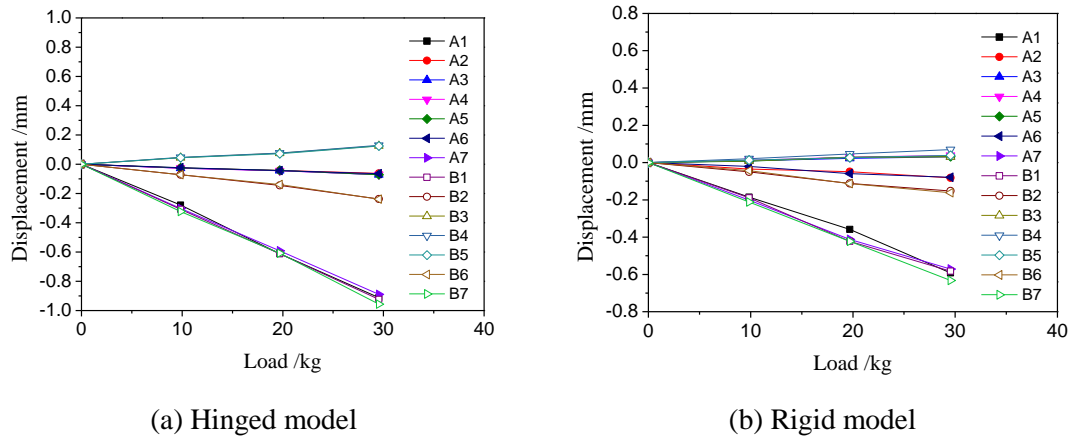 1.0
0.8
0.6
0.4
0.2
0.0
-0.2
-0.4
-0.6
-0.8
-1.0
Displacement /mm
0 10 20 30 40
Load /kg
A1
A2
A3
A4
A5
A6
A7
B1
B2
B3
B4
B5
B6
B7
(a) Hinged model
0.8
0.6
0.4
0.2
0.0
-0.2
-0.4
-0.6
-0.8
Displacement /mm
0 10 20 30 40
Load /kg
A1
A2
A3
A4
A5
A6
A7
B1
B2
B3
B4
B5
B6
B7
(b) Rigid model